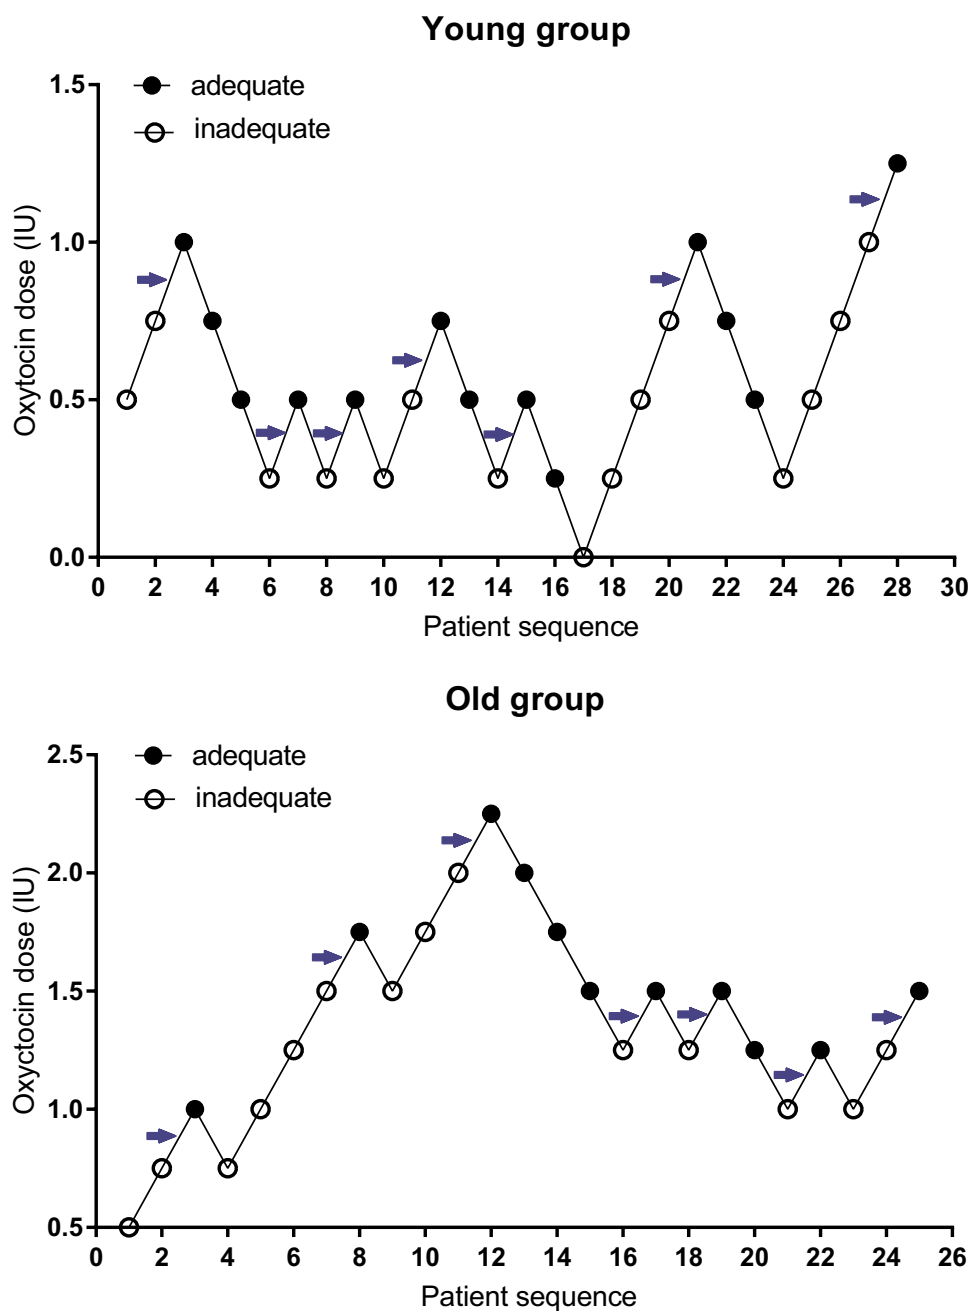 Young group
adequate
inadequate
Oxytocin dose (IU)
1.5
1.0
0.5
0.0
0 2 4 6 8 10 12 14 16 18 20 22 24 26 28 30
Patient sequence
Old group
adequate
inadequate
Oxyctocin dose (IU)
2.5
2.0
1.5
1.0
0.5
0 2 4 6 8 10 12 14 16 18 20 22 24 26
Patient sequence